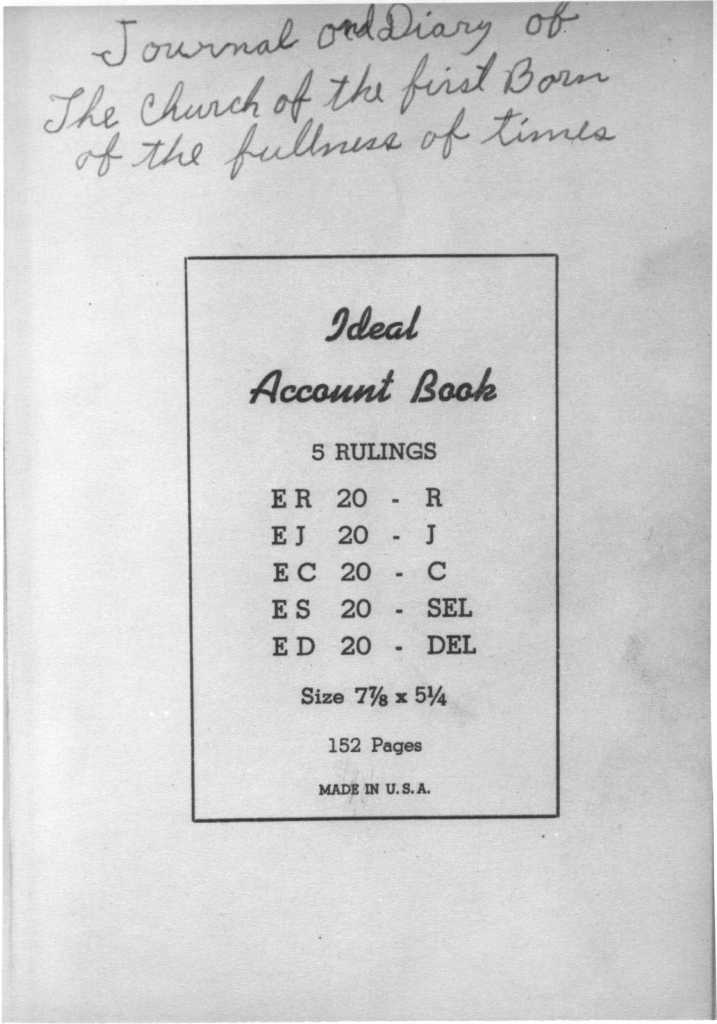 Journal and Diary of
The Church of the first Born
of the fullness of times
Ideal
Account Book
5 RULINGS
ER 20 - R
EJ 20 - J
EC 20 - C
ES 20 - SEL
ED 20 - DEL
Size 7⅞ x 5¼
152 Pages
MADE IN U.S.A.